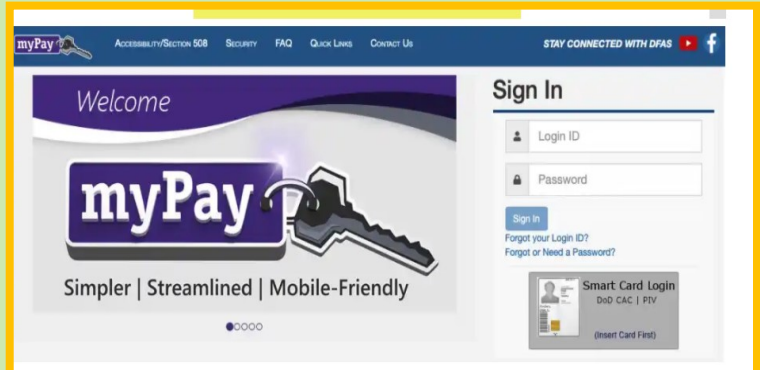 myPay Accessibility/Section 508 Security FAQ Quick Links Contact Us STAY CONNECTED WITH DFAS f
Welcome
myPay
Simpler | Streamlined | Mobile-Friendly
Sign In
Login ID
Password
Sign In
Forgot your Login ID?
Forgot or Need a Password?
Smart Card Login
DoD CAC | PIV
(Insert Card First)